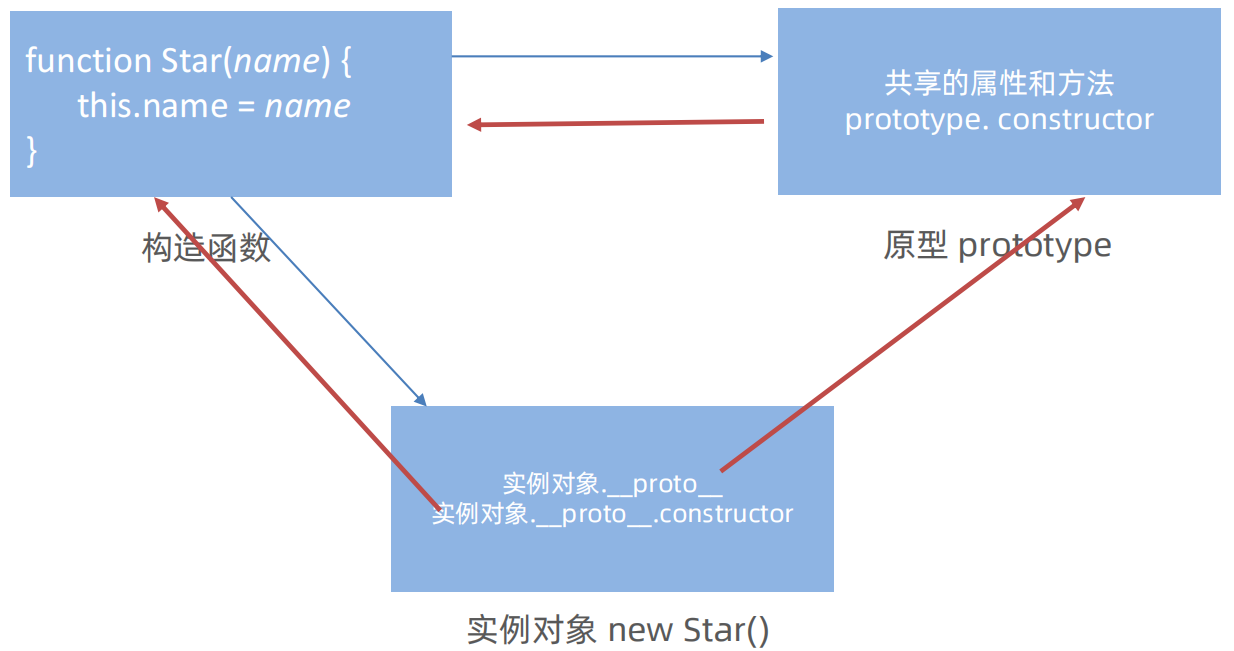 function Star(name) {
this.name = name
}
共享的属性和方法
prototype. constructor
构造函数
原型 prototype
实例对象.__proto__
实例对象.__proto__.constructor
实例对象 new Star()